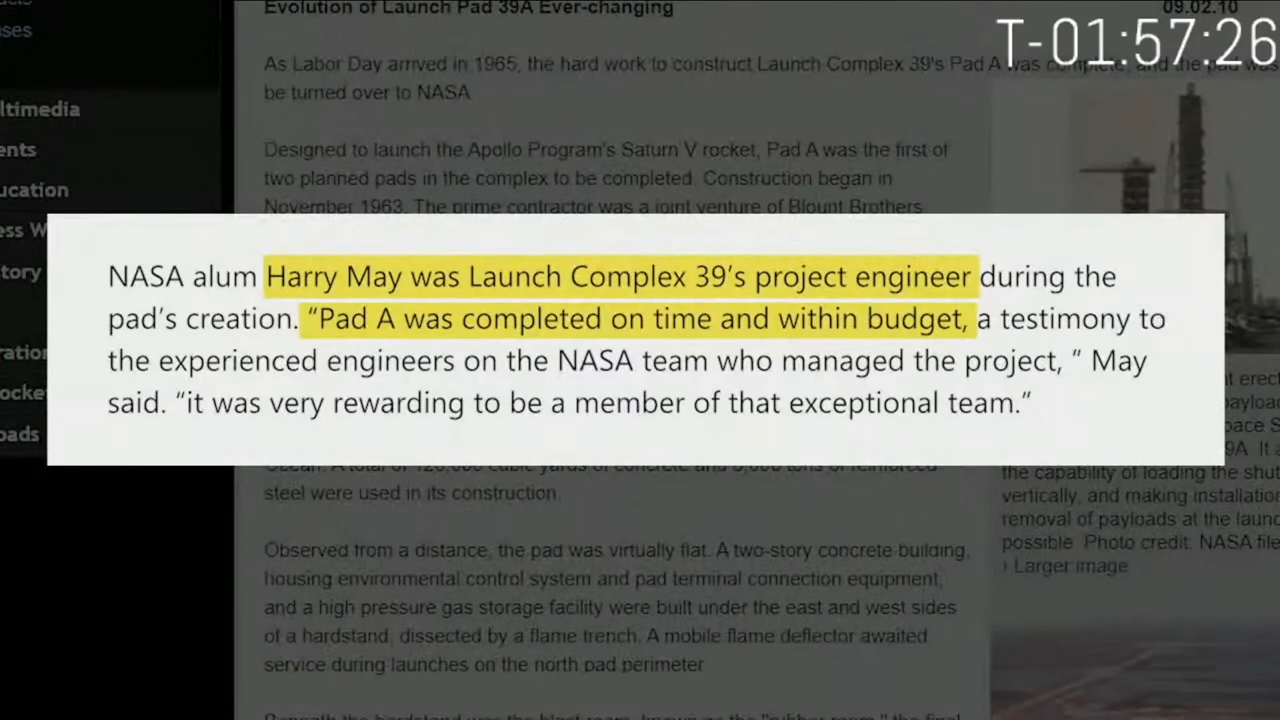 Evolution of Launch Pad 39A Ever-changing
09.02.10
T-01:57:26
As Labor Day arrived in 1965, the hard work to construct Launch Complex 39's Pad A was complete, and the pad was
be turned over to NASA
ltimedia
ents
Designed to launch the Apollo Program's Saturn V rocket, Pad A was the first of
two planned pads in the complex to be completed. Construction began in
ucation
November 1963. The prime contractor was a joint venture of Blount Brothers
ess W
tory
NASA alum Harry May was Launch Complex 39's project engineer during the
pad's creation. “Pad A was completed on time and within budget, a testimony to
the experienced engineers on the NASA team who managed the project, ” May
said. “it was very rewarding to be a member of that exceptional team.”
ration
ocke
oads
steel were used in its construction.
Observed from a distance, the pad was virtually flat. A two-story concrete building,
housing environmental control system and pad terminal connection equipment,
and a high pressure gas storage facility were built under the east and west sides
of a hardstand, dissected by a flame trench. A mobile flame deflector awaited
service during launches on the north pad perimeter
t erec
payloa
pace S
9A. It a
the capability of loading the shut
vertically, and making installation
removal of payloads at the launc
possible. Photo credit: NASA file
› Larger image